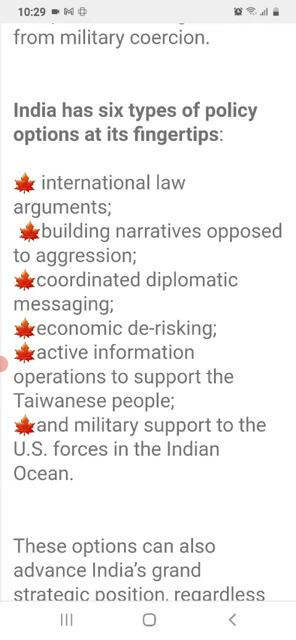 10:29
from military coercion.
India has six types of policy
options at its fingertips:
🍁 international law
arguments;
🍁building narratives opposed
to aggression;
🍁coordinated diplomatic
messaging;
🍁economic de-risking;
🍁active information
operations to support the
Taiwanese people;
🍁and military support to the
U.S. forces in the Indian
Ocean.
These options can also
advance India's grand
strategic position, regardless